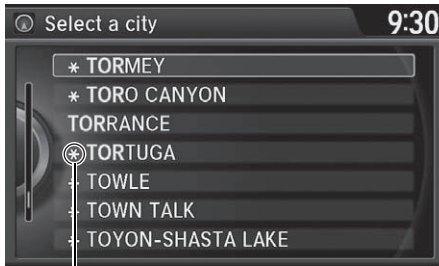 Select a city
9:30
* TORMEY
* TORO CANYON
TORRANCE
* TORTUGA
* TOWLE
* TOWN TALK
* TOYON-SHASTA LAKE